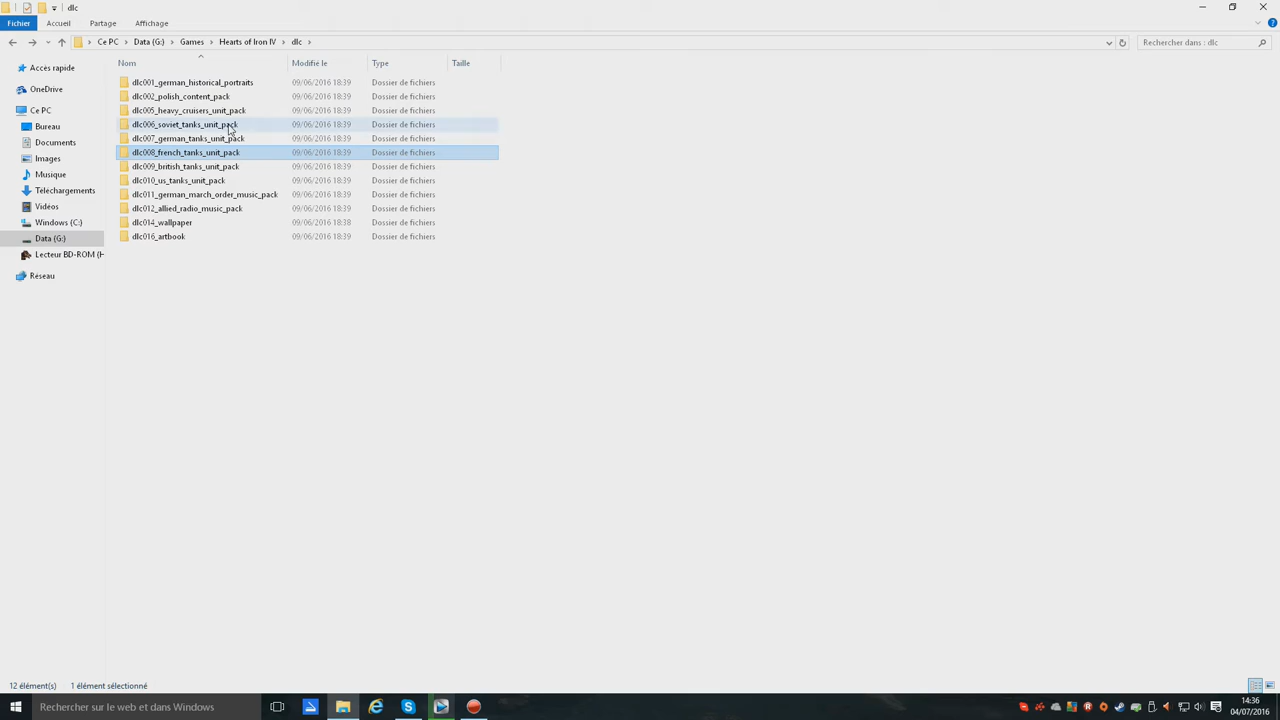 dlc
Fichier Accueil Partage Affichage
Ce PC Data (G:) Games Hearts of Iron IV dlc
Rechercher dans : dlc
Nom Modifié le Type Taille
Accès rapide
OneDrive
Ce PC
Bureau
Documents
Images
Musique
Téléchargements
Vidéos
Windows (C:)
Data (G:)
Lecteur BD-ROM (H
Réseau
dlc001_german_historical_portraits 09/06/2016 18:39 Dossier de fichiers
dlc002_polish_content_pack 09/06/2016 18:39 Dossier de fichiers
dlc005_heavy_cruisers_unit_pack 09/06/2016 18:39 Dossier de fichiers
dlc006_soviet_tanks_unit_pack 09/06/2016 18:39 Dossier de fichiers
dlc007_german_tanks_unit_pack 09/06/2016 18:39 Dossier de fichiers
dlc008_french_tanks_unit_pack 09/06/2016 18:39 Dossier de fichiers
dlc009_british_tanks_unit_pack 09/06/2016 18:39 Dossier de fichiers
dlc010_us_tanks_unit_pack 09/06/2016 18:39 Dossier de fichiers
dlc011_german_march_order_music_pack 09/06/2016 18:39 Dossier de fichiers
dlc012_allied_radio_music_pack 09/06/2016 18:39 Dossier de fichiers
dlc014_wallpaper 09/06/2016 18:38 Dossier de fichiers
dlc016_artbook 09/06/2016 18:39 Dossier de fichiers
12 élément(s) 1 élément sélectionné
Rechercher sur le web et dans Windows
14:36
04/07/2016